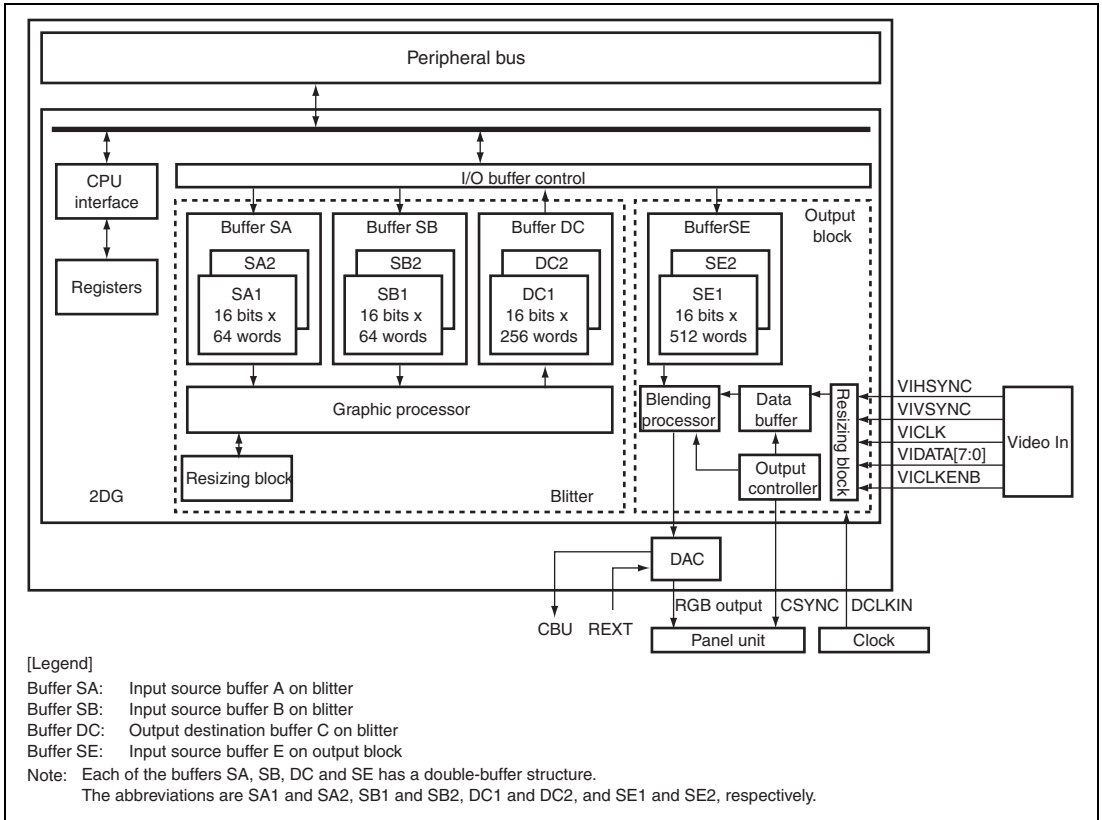 Peripheral bus
CPU
interface
Registers
I/O buffer control
Buffer SA
SA2
SA1
16 bits x
64 words
Buffer SB
SB2
SB1
16 bits x
64 words
Buffer DC
DC2
DC1
16 bits x
256 words
BufferSE
SE2
SE1
16 bits x
512 words
Output
block
Graphic processor
Resizing block
2DG
Blitter
Blending
processor
Data
buffer
Output
controller
Resizing block
VIHSYNC
VIVSYNC
VICLK
VIDATA[7:0]
VICLKENB
Video In
DAC
CBU
REXT
RGB output
CSYNC
DCLKIN
Panel unit
Clock
[Legend]
Buffer SA: Input source buffer A on blitter
Buffer SB: Input source buffer B on blitter
Buffer DC: Output destination buffer C on blitter
Buffer SE: Input source buffer E on output block
Note: Each of the buffers SA, SB, DC and SE has a double-buffer structure.
The abbreviations are SA1 and SA2, SB1 and SB2, DC1 and DC2, and SE1 and SE2, respectively.